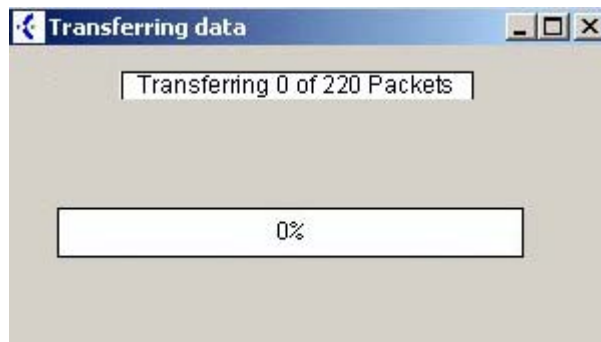 Transferring data
Transferring 0 of 220 Packets
0%